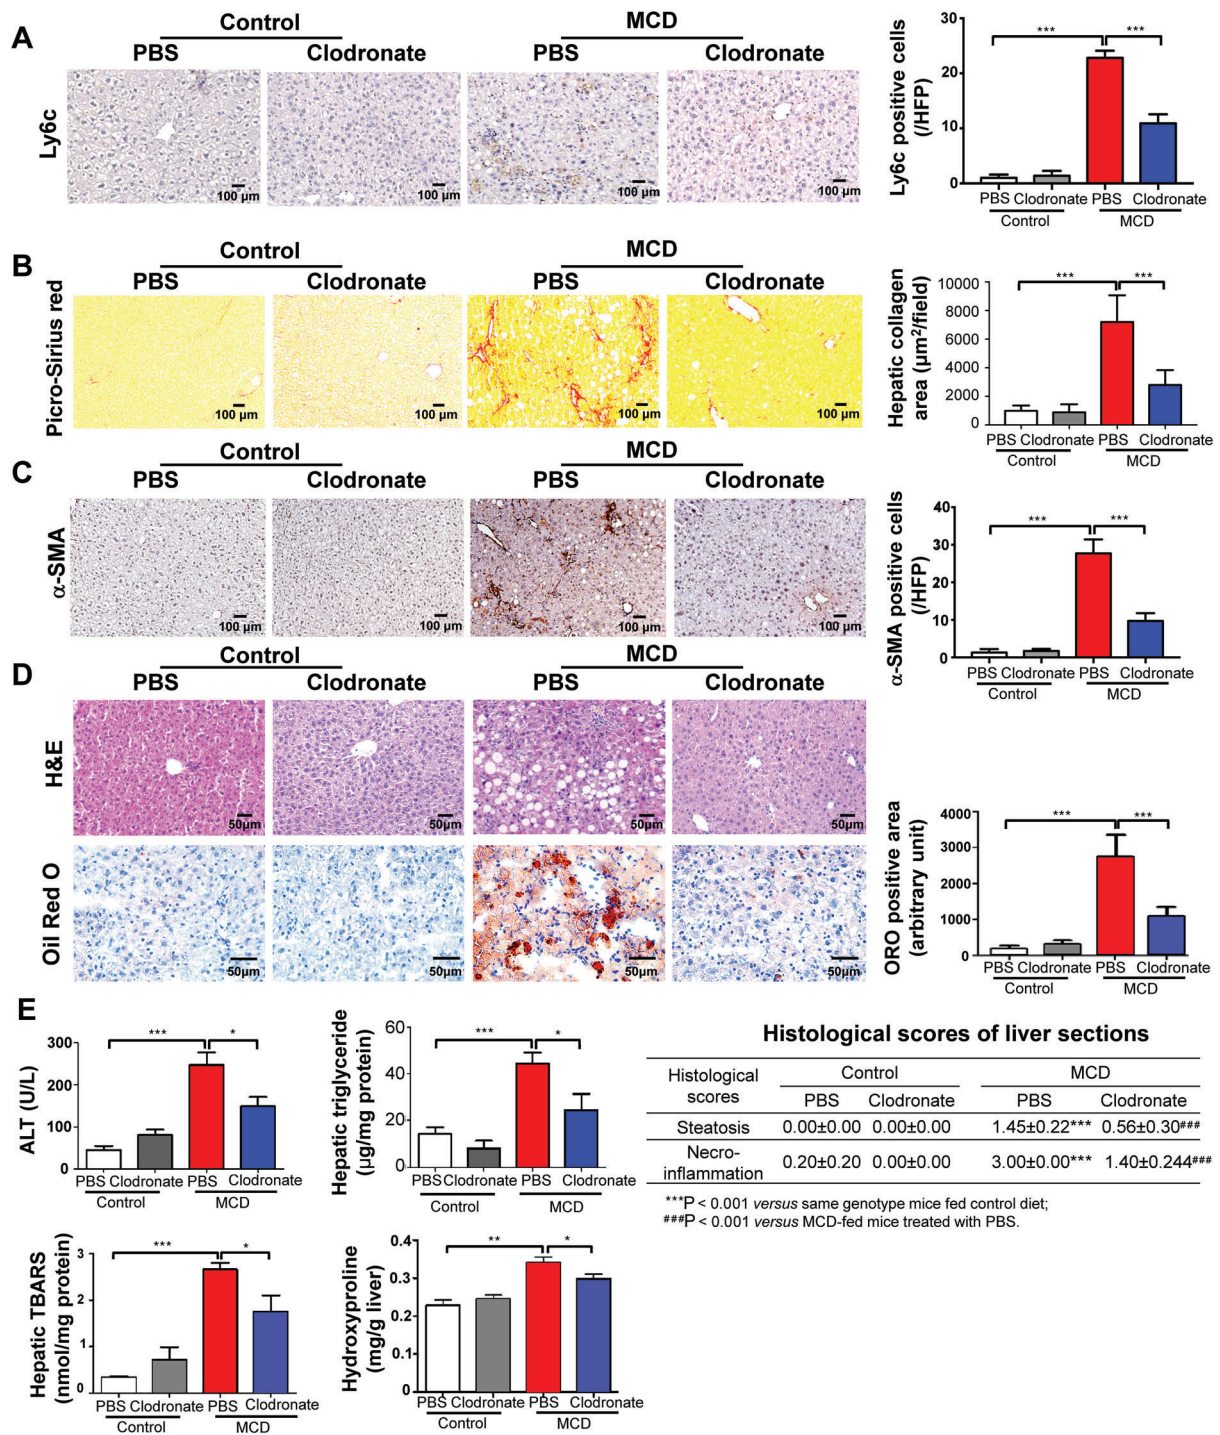 A
Control
MCD
PBS
Clodronate
PBS
Clodronate
Ly6c
100 µm
100 µm
100 µm
100 µm
Ly6c positive cells
(/HFP)
30
20
10
0
***
***
PBS Clodronate PBS Clodronate
Control
MCD
B
Control
MCD
PBS
Clodronate
PBS
Clodronate
Picro-Sirius red
100 µm
100 µm
100 µm
100 µm
Hepatic collagen
area (µm²/field)
10000
8000
6000
4000
2000
0
***
***
PBS Clodronate PBS Clodronate
Control
MCD
C
Control
MCD
PBS
Clodronate
PBS
Clodronate
α-SMA
100 µm
100 µm
100 µm
100 µm
α-SMA positive cells
(/HFP)
40
30
20
10
0
***
***
PBS Clodronate PBS Clodronate
Control
MCD
D
Control
MCD
PBS
Clodronate
PBS
Clodronate
H&E
50µm
50µm
50µm
50µm
Oil Red O
50µm
50µm
50µm
50µm
ORO positive area
(arbitrary unit)
4000
3000
2000
1000
0
***
***
PBS Clodronate PBS Clodronate
Control
MCD
E
ALT (U/L)
300
200
100
0
***
*
PBS Clodronate PBS Clodronate
Control
MCD
Hepatic triglyceride
(µg/mg protein)
60
40
20
0
***
*
PBS Clodronate PBS Clodronate
Control
MCD
Histological scores of liver sections
Histological
scores
Control
MCD
PBS
Clodronate
PBS
Clodronate
Steatosis 0.00±0.00 0.00±0.00 1.45±0.22*** 0.56±0.30###
Necro-
inflammation
0.20±0.20 0.00±0.00 3.00±0.00*** 1.40±0.244###
***P < 0.001 versus same genotype mice fed control diet;
###P < 0.001 versus MCD-fed mice treated with PBS.
Hepatic TBARS
(nmol/mg protein)
3
2
1
0
***
*
PBS Clodronate PBS Clodronate
Control
MCD
Hydroxyproline
(mg/g liver)
0.4
0.3
0.2
0.1
0
**
*
PBS Clodronate PBS Clodronate
Control
MCD